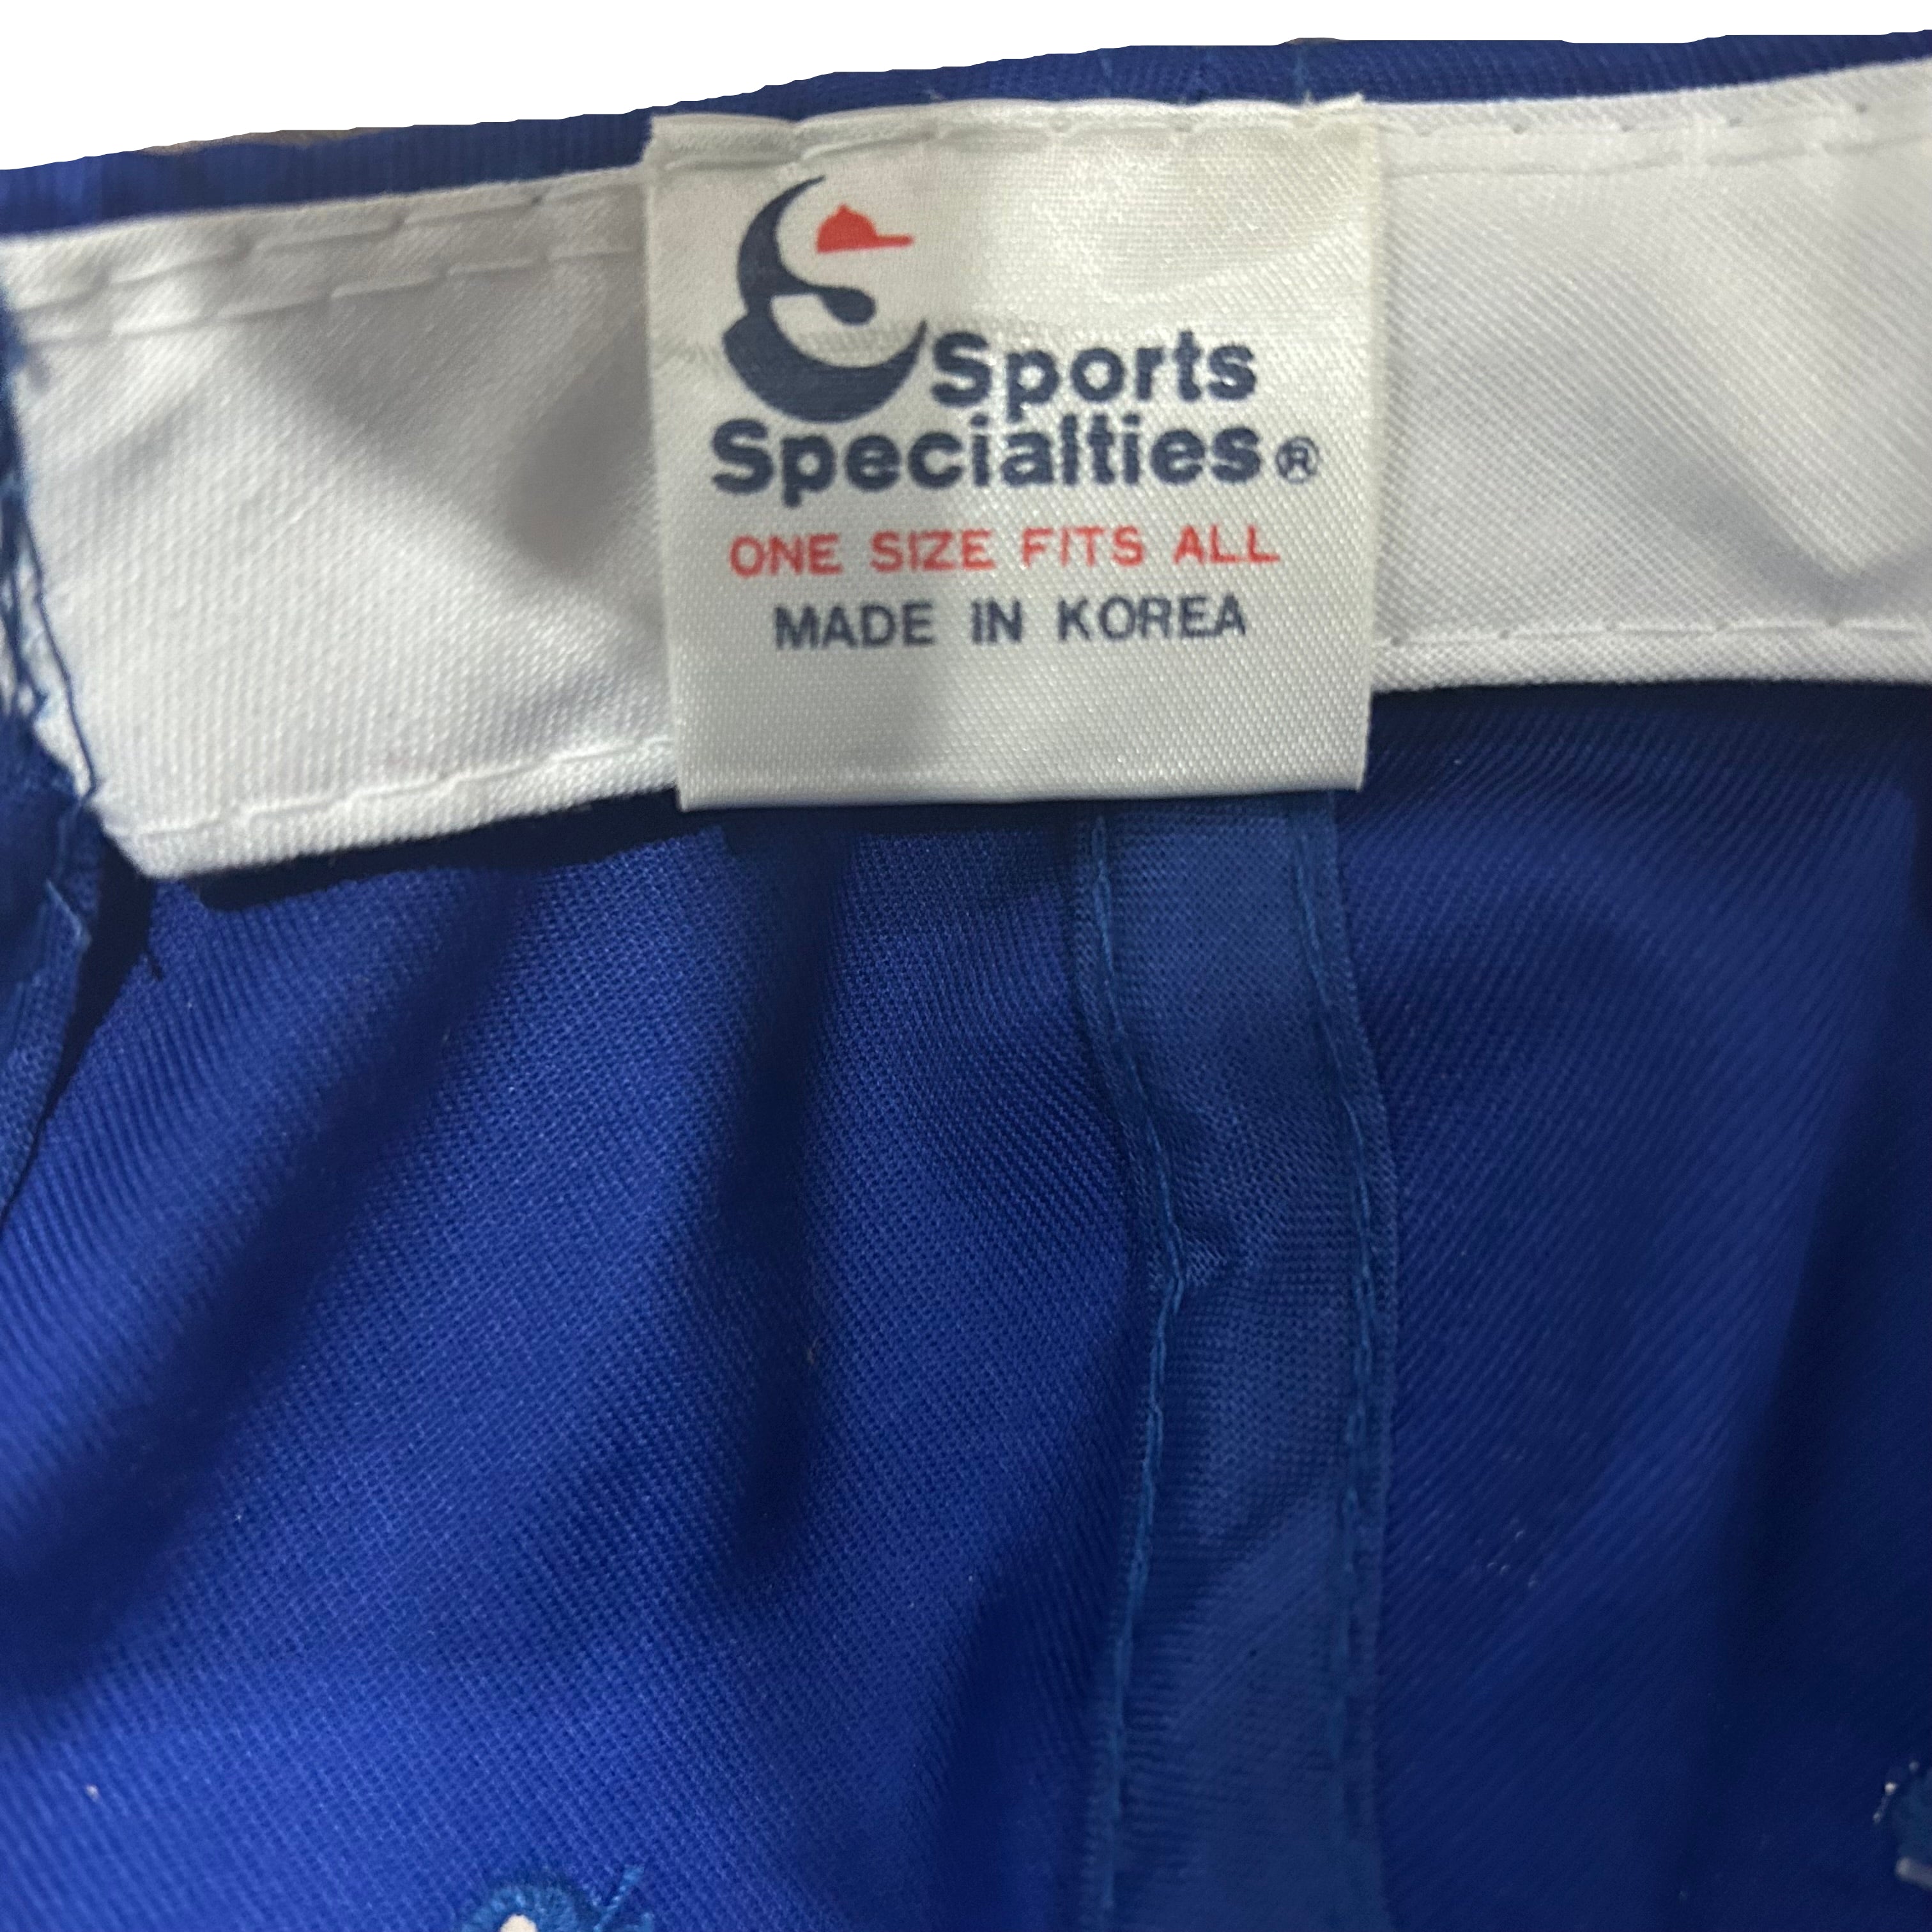 Sports
Specialties®
ONE SIZE FITS ALL
MADE IN KOREA